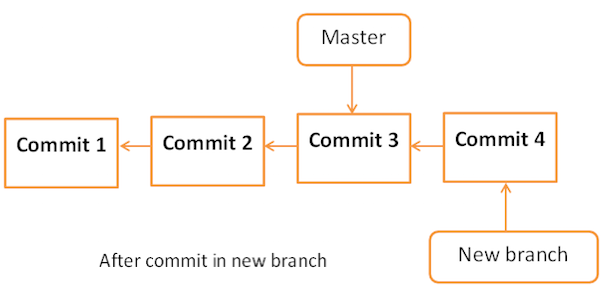 Master
Commit 1
Commit 2
Commit 3
Commit 4
After commit in new branch
New branch